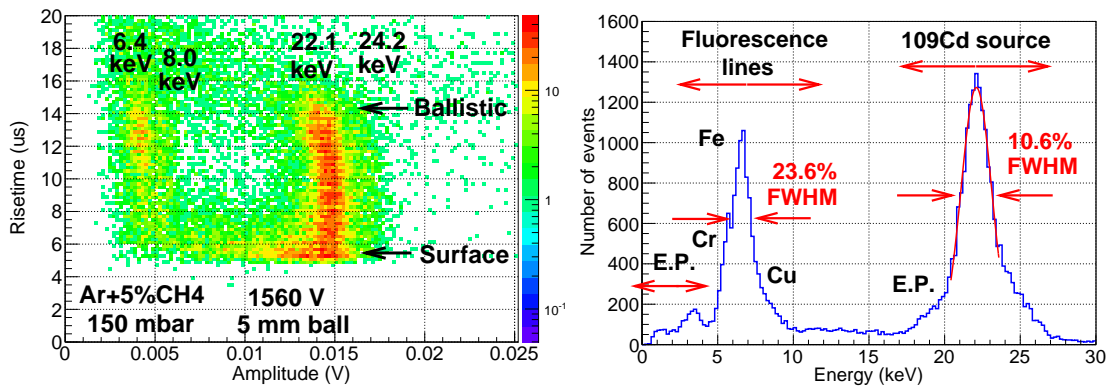 20
18
16
14
12
10
8
6
4
2
0
Risetime (us)
6.4
keV
8.0
keV
22.1
keV
24.2
keV
Ballistic
Surface
Ar+5%CH4
150 mbar
1560 V
5 mm ball
0
0.005
0.01
0.015
0.02
0.025
Amplitude (V)
10
1
10-1
1600
1400
1200
1000
800
600
400
200
0
Number of events
Fluorescence
lines
109Cd source
Fe
23.6%
FWHM
10.6%
FWHM
Cr
E.P.
Cu
E.P.
0
5
10
15
20
25
30
Energy (keV)